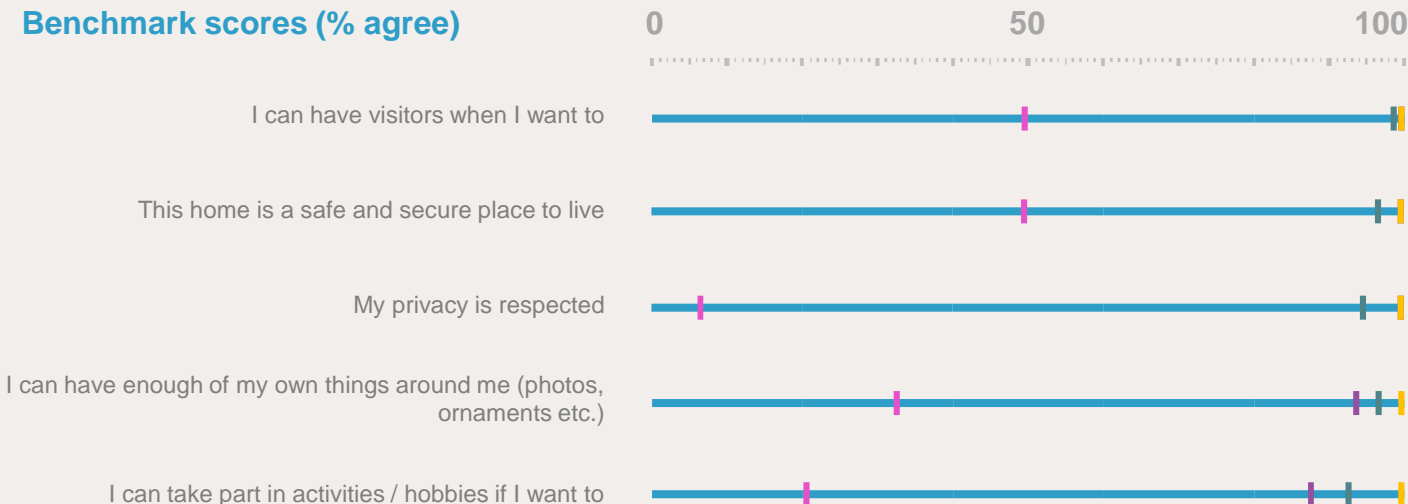 Benchmark scores (% agree)
0 50 100
I can have visitors when I want to
This home is a safe and secure place to live
My privacy is respected
I can have enough of my own things around me (photos,
ornaments etc.)
I can take part in activities / hobbies if I want to